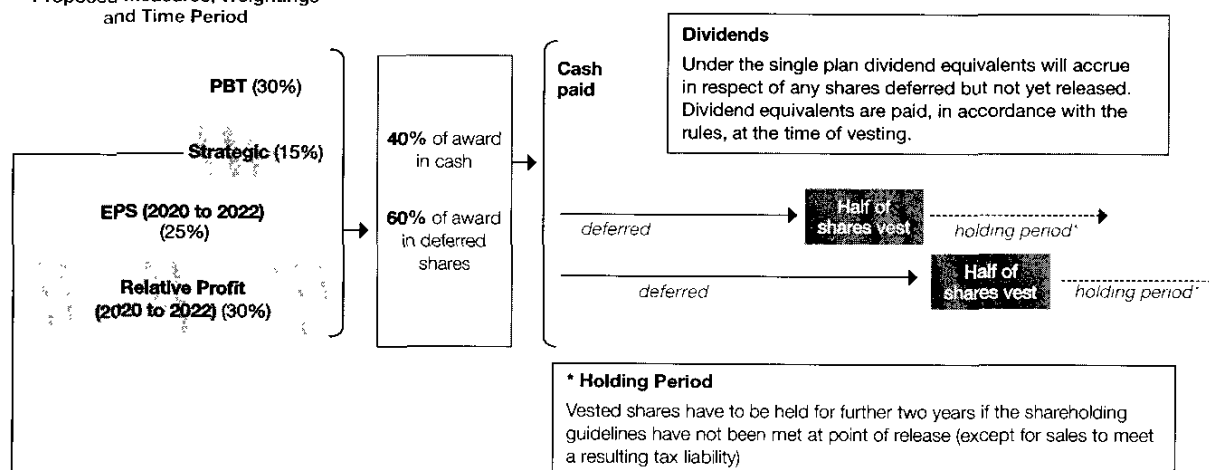 and Time Period
PBT (30%)
Strategic (15%)
EPS (2020 to 2022)
(25%)
Relative Profit
(2020 to 2022) (30%)
40% of award
in cash
60% of award
in deferred
shares
Cash
paid
Dividends
Under the single plan dividend equivalents will accrue
in respect of any shares deferred but not yet released.
Dividend equivalents are paid, in accordance with the
rules, at the time of vesting.
deferred
Half of
shares vest
holding period*
deferred
Half of
shares vest
holding period*
* Holding Period
Vested shares have to be held for further two years if the shareholding
guidelines have not been met at point of release (except for sales to meet
a resulting tax liability)